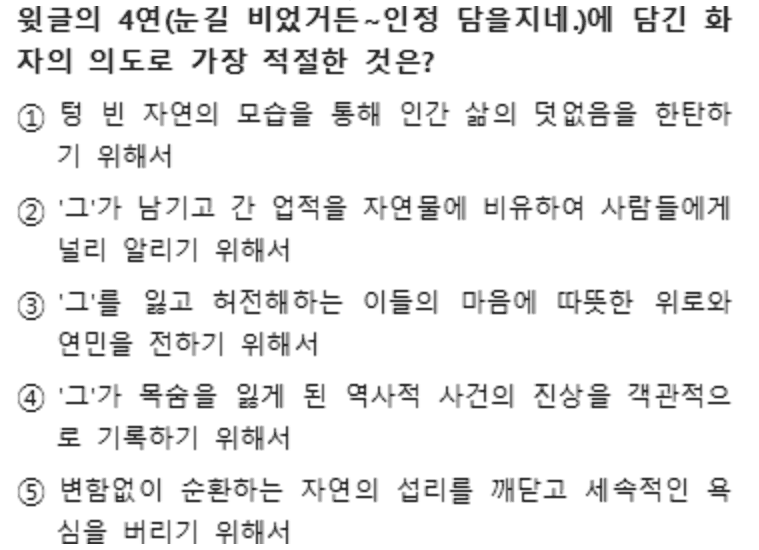 윗글의 4연(눈길 비었거든~인정 담을지네.)에 담긴 화
자의 의도로 가장 적절한 것은?
① 텅 빈 자연의 모습을 통해 인간 삶의 덧없음을 한탄하
기 위해서
② '그'가 남기고 간 업적을 자연물에 비유하여 사람들에게
널리 알리기 위해서
③ '그'를 잃고 허전해하는 이들의 마음에 따뜻한 위로와
연민을 전하기 위해서
④ '그'가 목숨을 잃게 된 역사적 사건의 진상을 객관적으
로 기록하기 위해서
⑤ 변함없이 순환하는 자연의 섭리를 깨닫고 세속적인 욕
심을 버리기 위해서